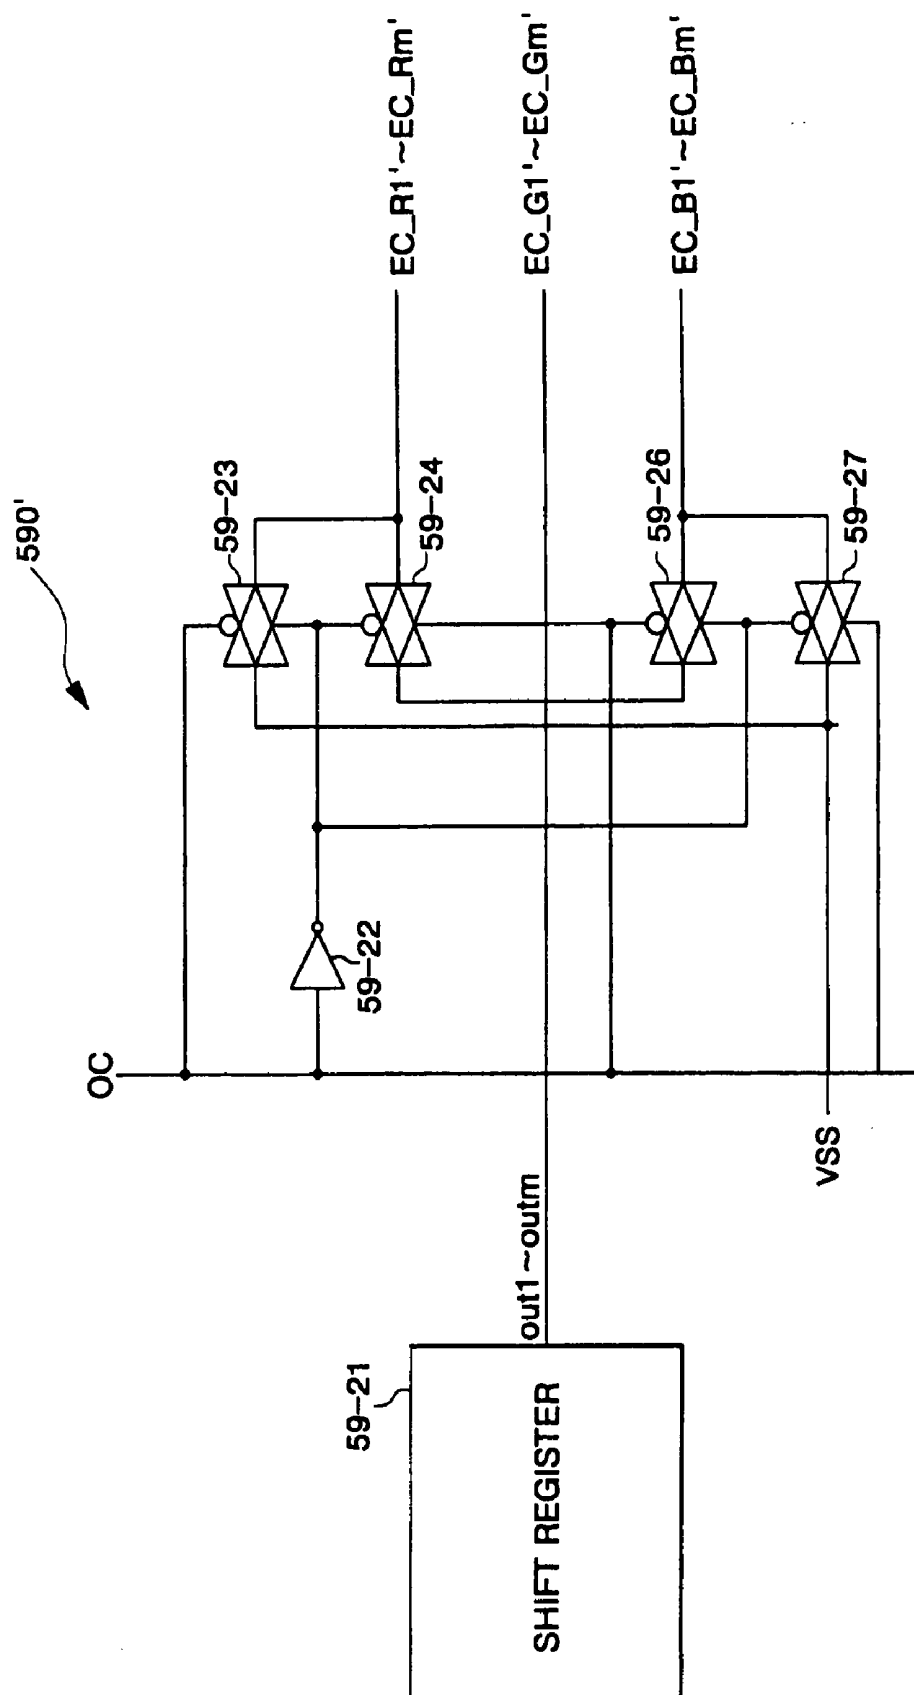 590'
EC_R1'~EC_Rm'
EC_G1'~EC_Gm'
EC_B1'~EC_Bm'
59-23
59-24
59-26
59-27
59-22
OC
VSS
out1~outm
59-21
SHIFT REGISTER